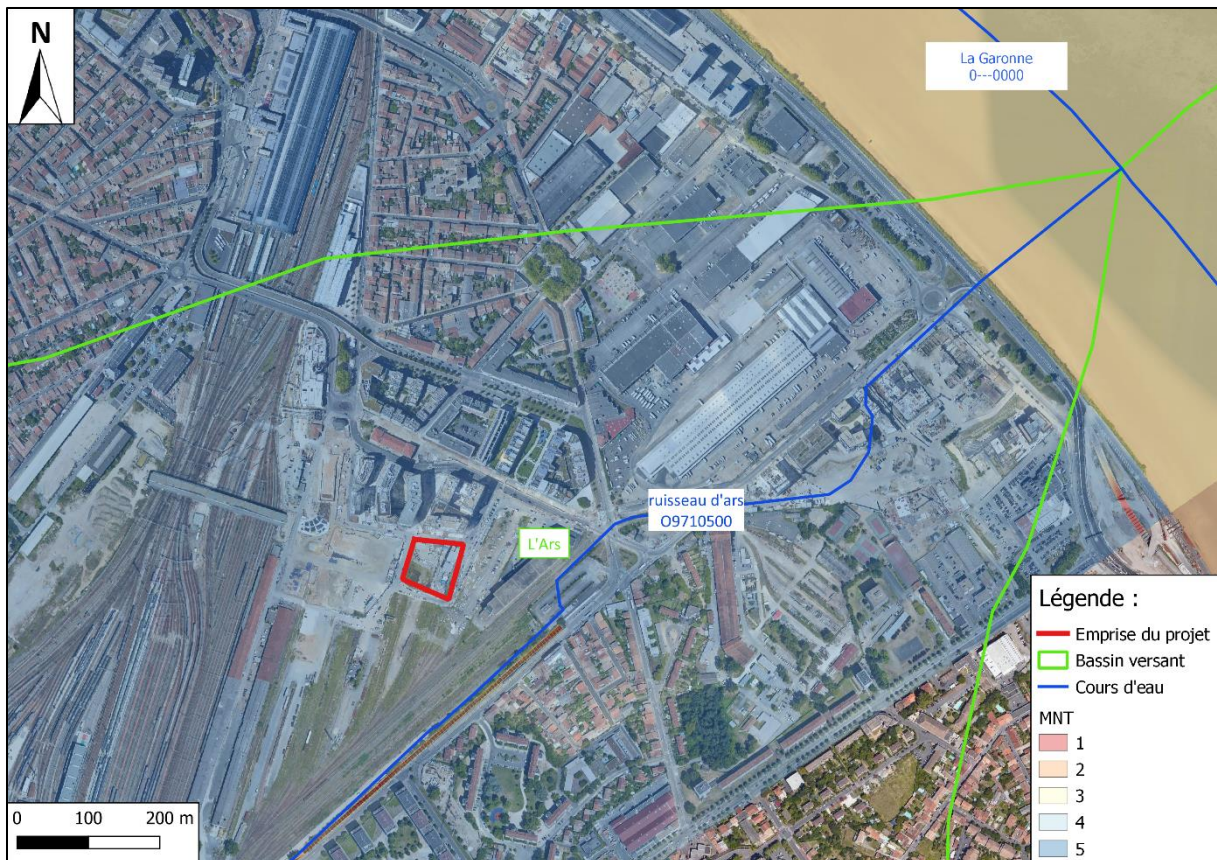 N
La Garonne
0---0000
ruisseau d'ars
O9710500
L'Ars
Légende :
Emprise du projet
Bassin versant
Cours d'eau
MNT
1
2
3
4
5
0 100 200 m